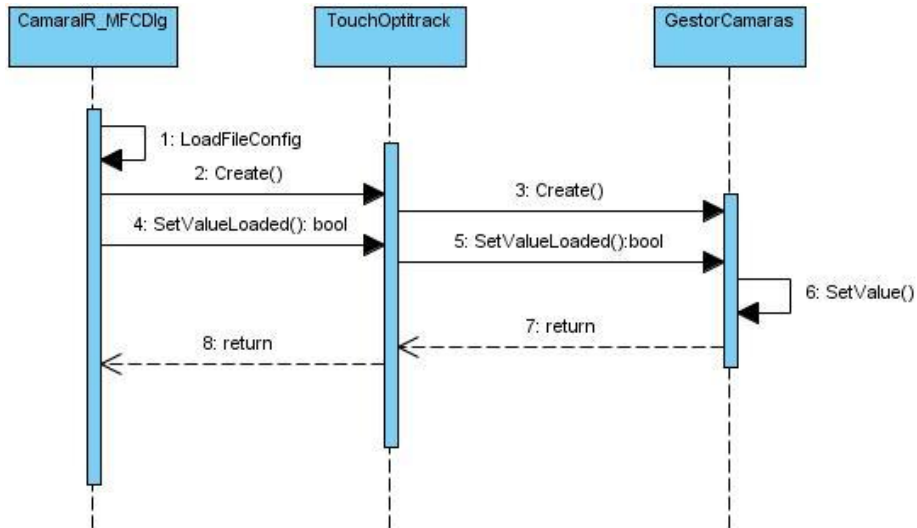 CamaraIR_MFCDlg
TouchOptitrack
GestorCamaras
1: LoadFileConfig
2: Create()
3: Create()
4: SetValueLoaded(): bool
5: SetValueLoaded():bool
6: SetValue()
7: return
8: return